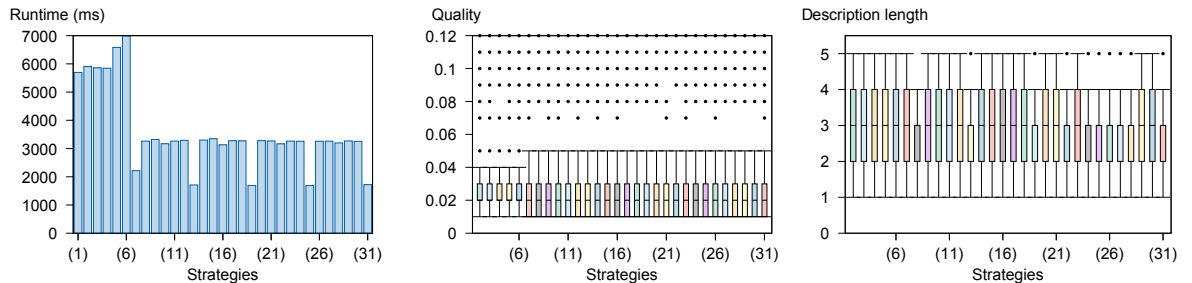 Runtime (ms)
7000
6000
5000
4000
3000
2000
1000
0
(1) (6) (11) (16) (21) (26) (31)
Strategies
Quality
0.12
0.1
0.08
0.06
0.04
0.02
0
(6) (11) (16) (21) (26) (31)
Strategies
Description length
5
4
3
2
1
0
(6) (11) (16) (21) (26) (31)
Strategies